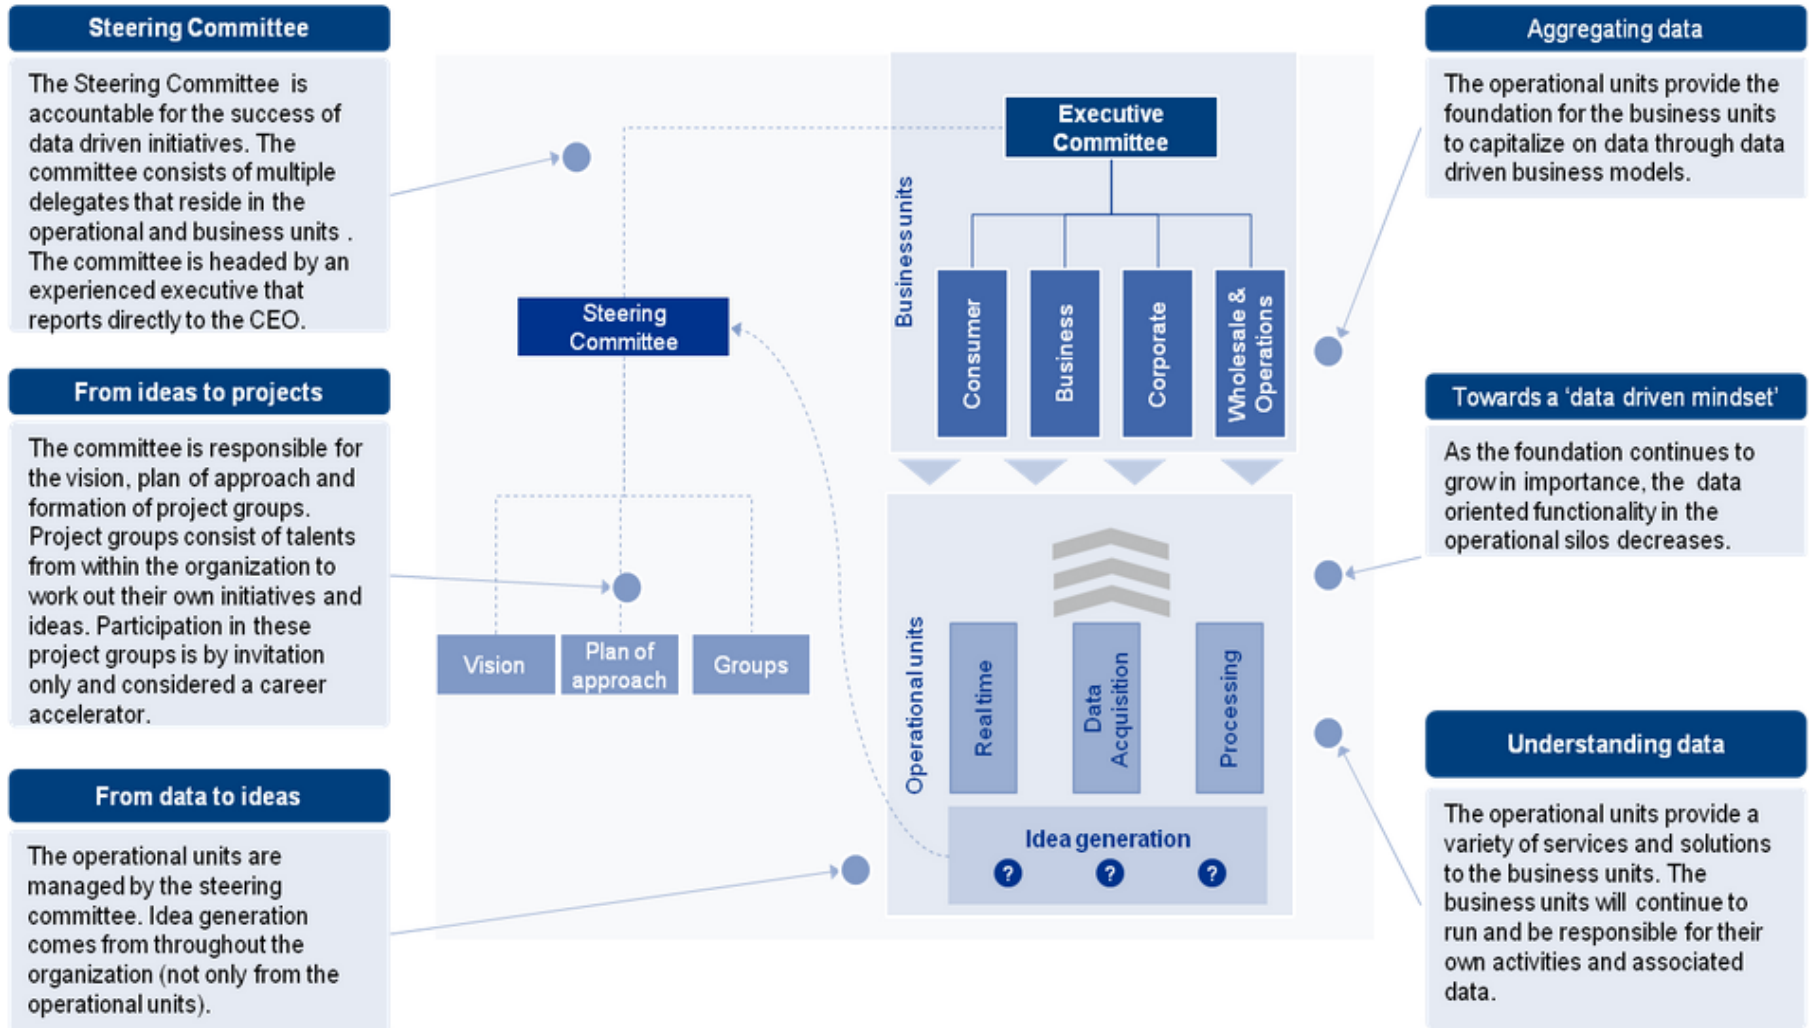 Steering Committee
The Steering Committee is
accountable for the success of
data driven initiatives. The
committee consists of multiple
delegates that reside in the
operational and business units .
The committee is headed by an
experienced executive that
reports directly to the CEO.
From ideas to projects
The committee is responsible for
the vision, plan of approach and
formation of project groups.
Project groups consist of talents
from within the organization to
work out their own initiatives and
ideas. Participation in these
project groups is by invitation
only and considered a career
accelerator.
From data to ideas
The operational units are
managed by the steering
committee. Idea generation
comes from throughout the
organization (not only from the
operational units).
Steering
Committee
Vision
Plan of
approach
Groups
Business units
Executive
Committee
Consumer
Business
Corporate
Wholesale &
Operations
Operational units
Realtime
Data
Acquisition
Processing
Idea generation
? ? ?
Aggregating data
The operational units provide the
foundation for the business units
to capitalize on data through data
driven business models.
Towards a ‘data driven mindset’
As the foundation continues to
grow in importance, the data
oriented functionality in the
operational silos decreases.
Understanding data
The operational units provide a
variety of services and solutions
to the business units. The
business units will continue to
run and be responsible for their
own activities and associated
data.